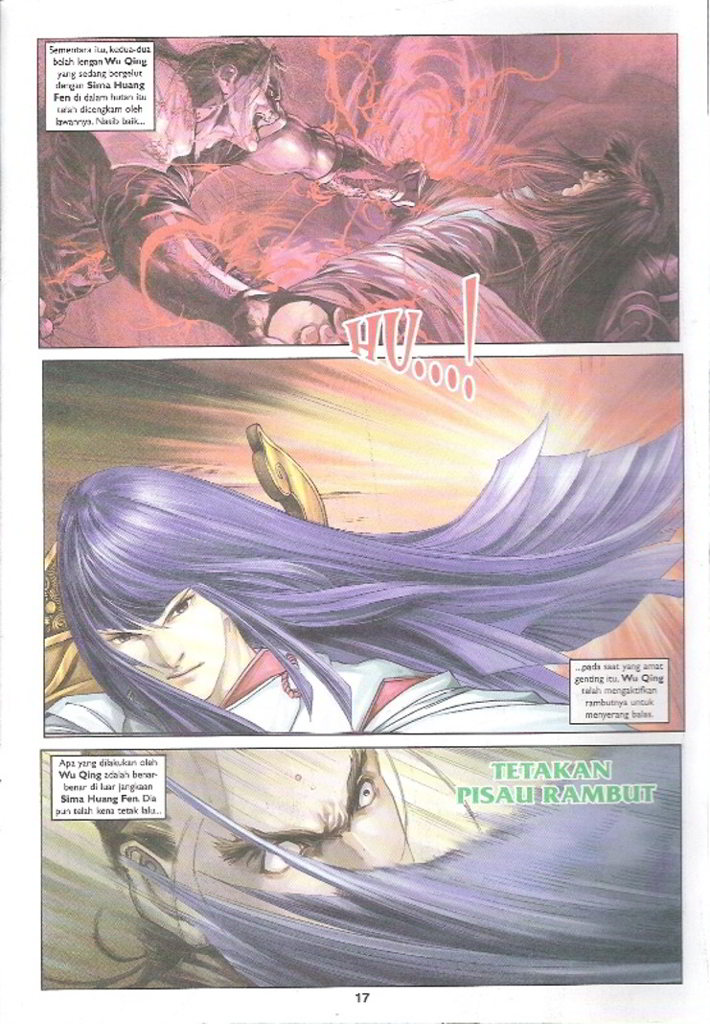 Sementara itu, kedua-dua
belah lengan Wu Qing
yang sedang bergelut
dengan Sima Huang
Fen di dalam hutan itu
telah dicengkam oleh
lawannya. Nasib baik...
HU....!
...pada saat yang amat
genting itu, Wu Qing
telah mengaktifkan
rambutnya untuk
menyerang balas.
Apa yang dilakukan oleh
Wu Qing adalah benar-
benar di luar jangkaan
Sima Huang Fen. Dia
pun telah kena tetak lalu...
TETAKAN
PISAU RAMBUT
17